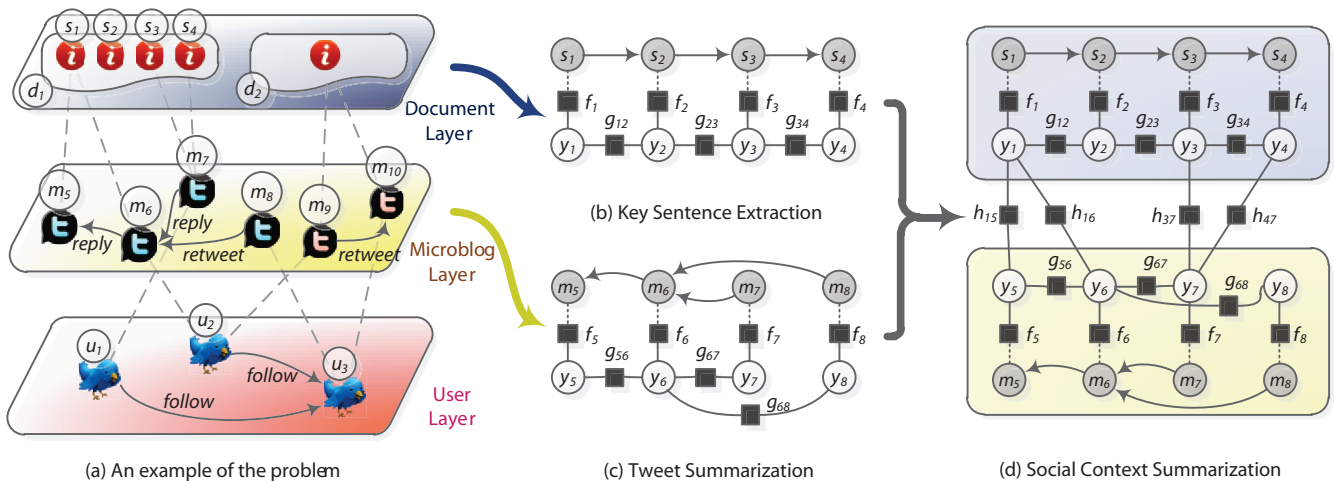 s1 s2 s3 s4
d1 d2
Document
Layer
m5 m6 m7 m8 m9 m10
reply
reply
retweet
retweet
Microblog
Layer
u1 u2 u3
follow
follow
User
Layer
(a) An example of the problem
s1 s2 s3 s4
f1 f2 f3 f4
g12 g23 g34
y1 y2 y3 y4
(b) Key Sentence Extraction
m5 m6 m7 m8
f5 f6 f7 f8
g56 g67
y5 y6 y7 y8
g68
(c) Tweet Summarization
s1 s2 s3 s4
f1 f2 f3 f4
g12 g23 g34
y1 y2 y3 y4
h15 h16 h37 h47
g56 g67 g68
y5 y6 y7 y8
f5 f6 f7 f8
m5 m6 m7 m8
(d) Social Context Summarization